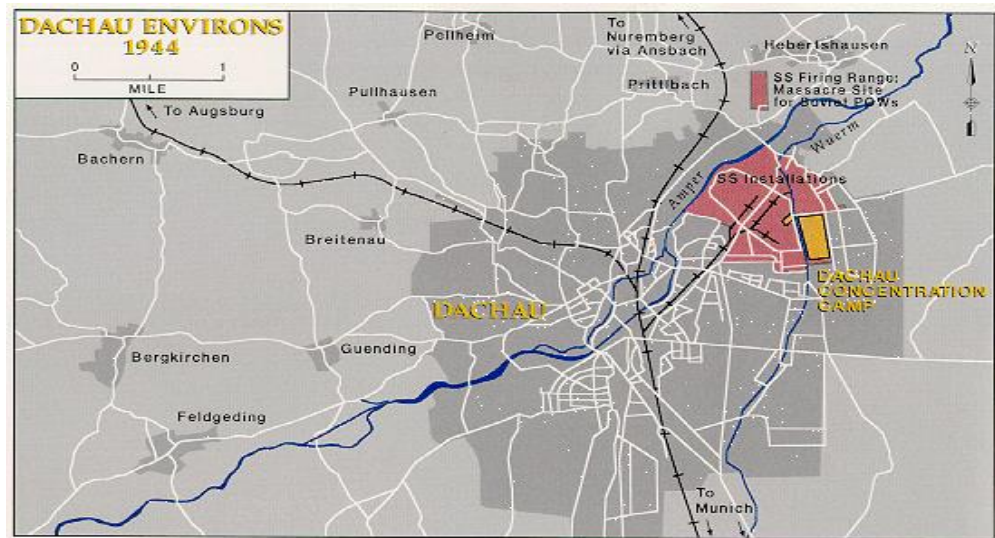 DACHAU ENVIRONS
1944
0 1
MILE
To Augsburg
Bachern
Pellheim
Pullhausen
To
Nuremberg
via Ansbach
Prittlbach
Hebertshausen
N
SS Firing Range:
Massacre Site
for Soviet POWs
Wuerm
Amper
SS Installations
Breitenau
DACHAU
DACHAU
CONCENTRATION
CAMP
Bergkirchen
Guending
Feldgeding
To
Munich